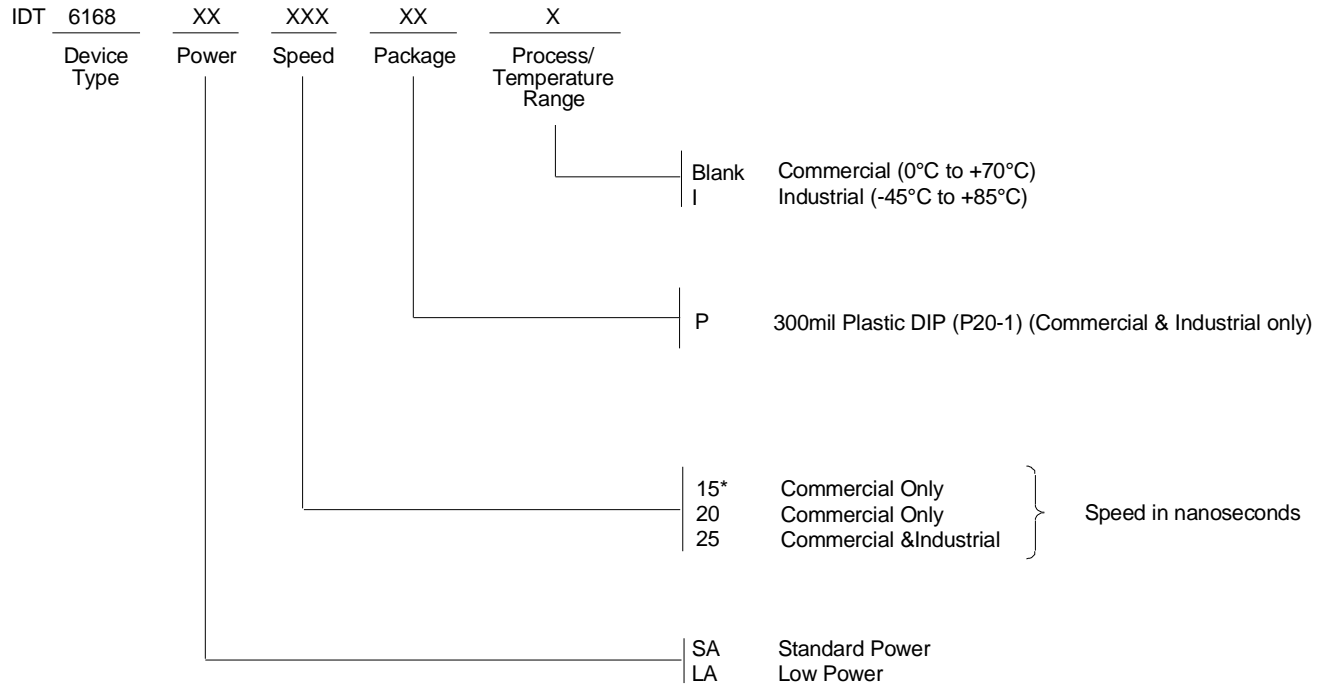 IDT 6168 XX XXX XX X
Device Type Power Speed Package Process/ Temperature Range
Blank Commercial (0°C to +70°C)
I Industrial (-45°C to +85°C)
P 300mil Plastic DIP (P20-1) (Commercial & Industrial only)
15* Commercial Only
20 Commercial Only
25 Commercial &Industrial
Speed in nanoseconds
SA Standard Power
LA Low Power